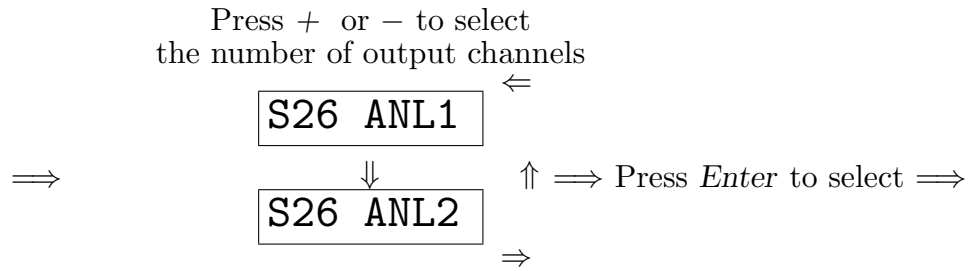 Press + or − to select
the number of output channels
⇐
S26 ANL1
⟹ ⇓ ⇑ ⟹ Press Enter to select ⟹
S26 ANL2
⇒